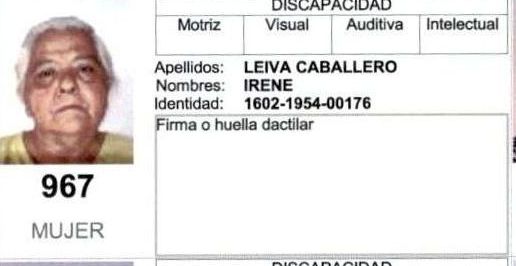 DISCAPACIDAD
Motriz Visual Auditiva Intelectual
Apellidos: LEIVA CABALLERO
Nombres: IRENE
Identidad: 1602-1954-00176
Firma o huella dactilar
967
MUJER
DISCAPACIDAD